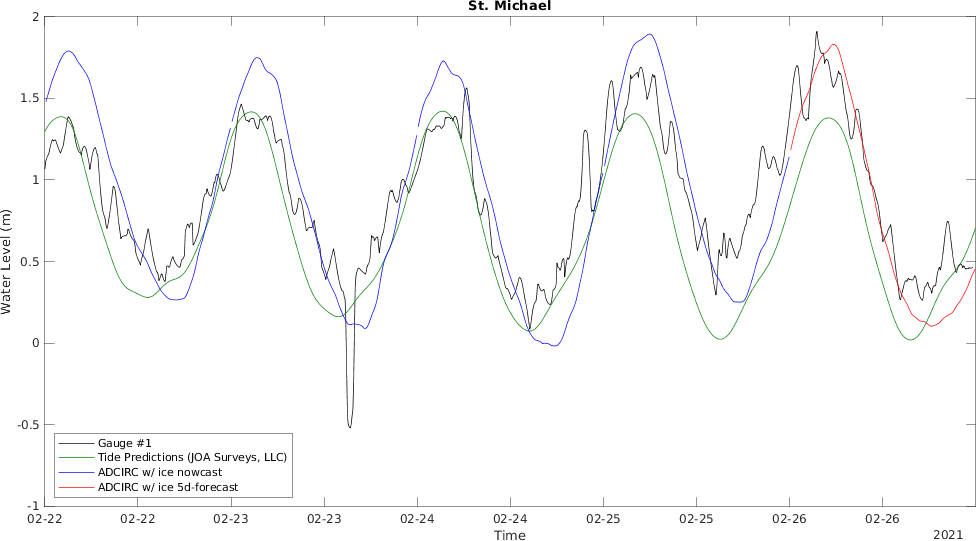 St. Michael
2
1.5
1
0.5
0
-0.5
-1
Water Level (m)
Gauge #1
Tide Predictions (JOA Surveys, LLC)
ADCIRC w/ ice nowcast
ADCIRC w/ ice 5d-forecast
02-22 02-22 02-23 02-23 02-24 02-24 02-25 02-25 02-26 02-26
Time
2021